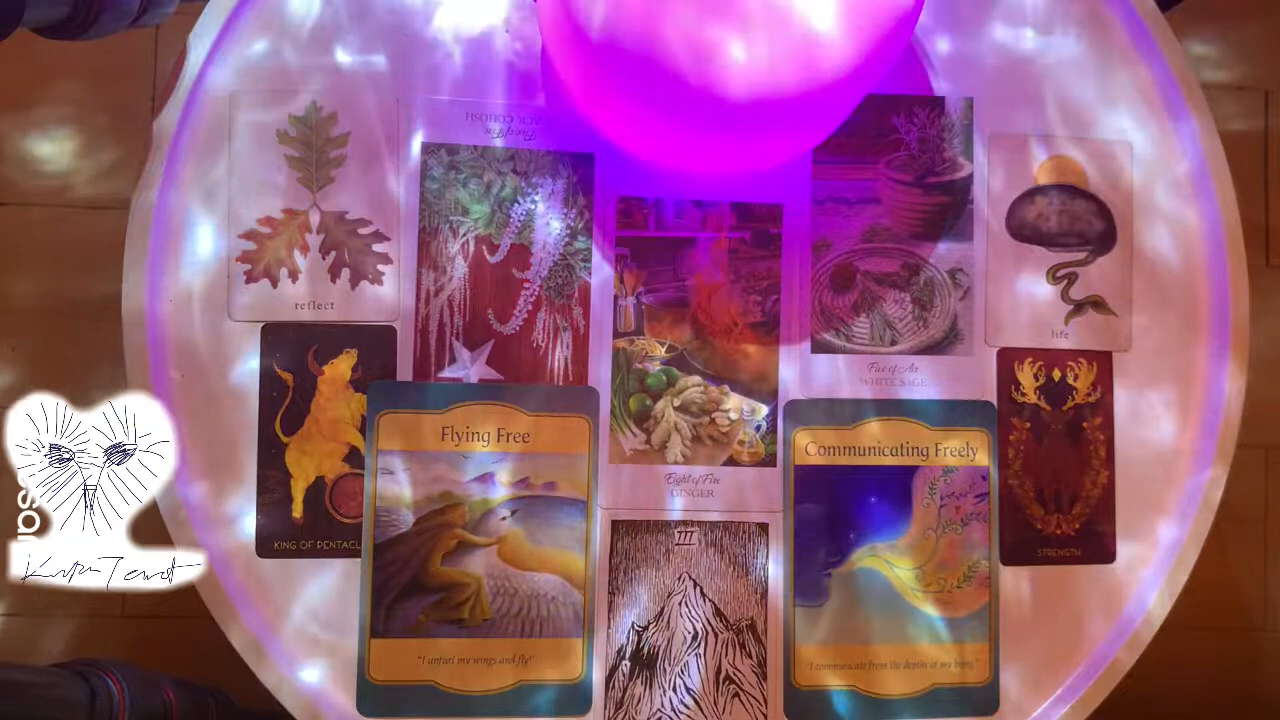 Five of Fire
BLACK COHOSH
reflect
life
Five of Air
WHITE SAGE
Flying Free
Communicating Freely
Eight of Fire
GINGER
III
KING OF PENTACL
STRENGTH
"I unfurl my wings and fly!"
"I communicate from the depths of my being."